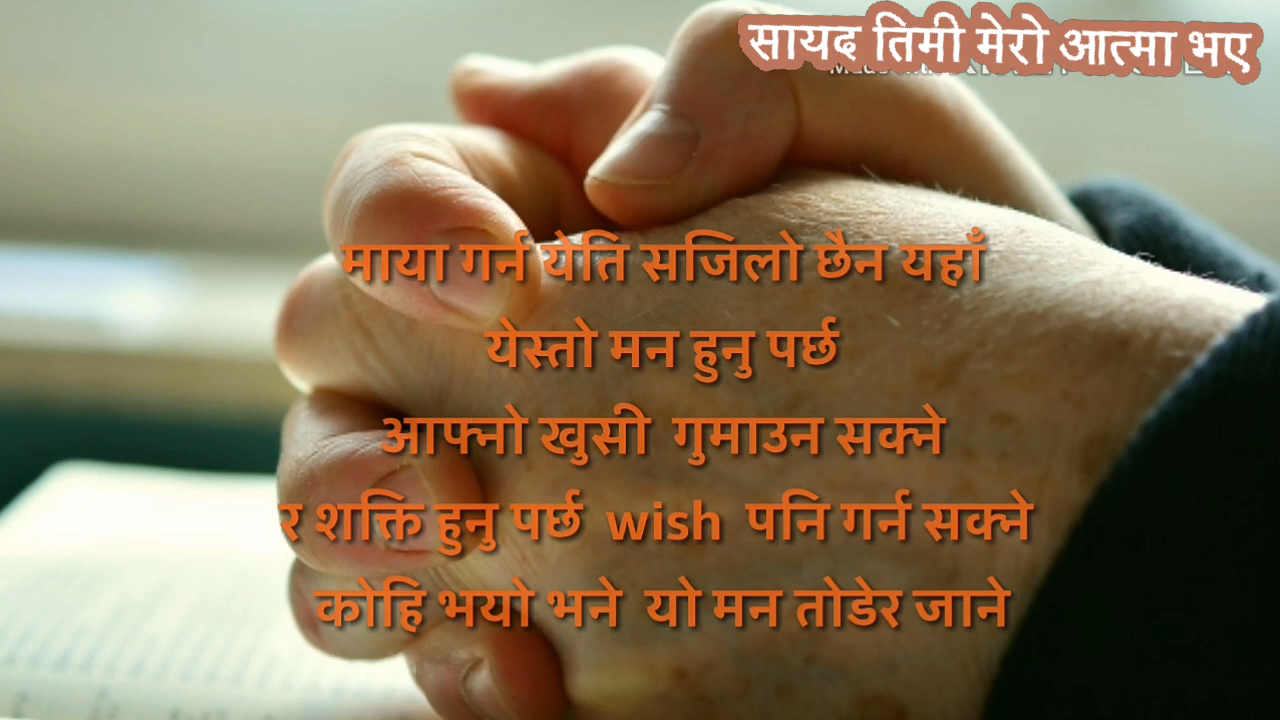 सायद तिमी मेरो आत्मा भए
माया गर्न येति सजिलो छैन यहाँ
येस्तो मन हुनु पर्छ
आफ्नो खुसी गुमाउन सक्ने
र शक्ति हुनु पर्छ wish पनि गर्न सक्ने
कोहि भयो भने यो मन तोडेर जाने